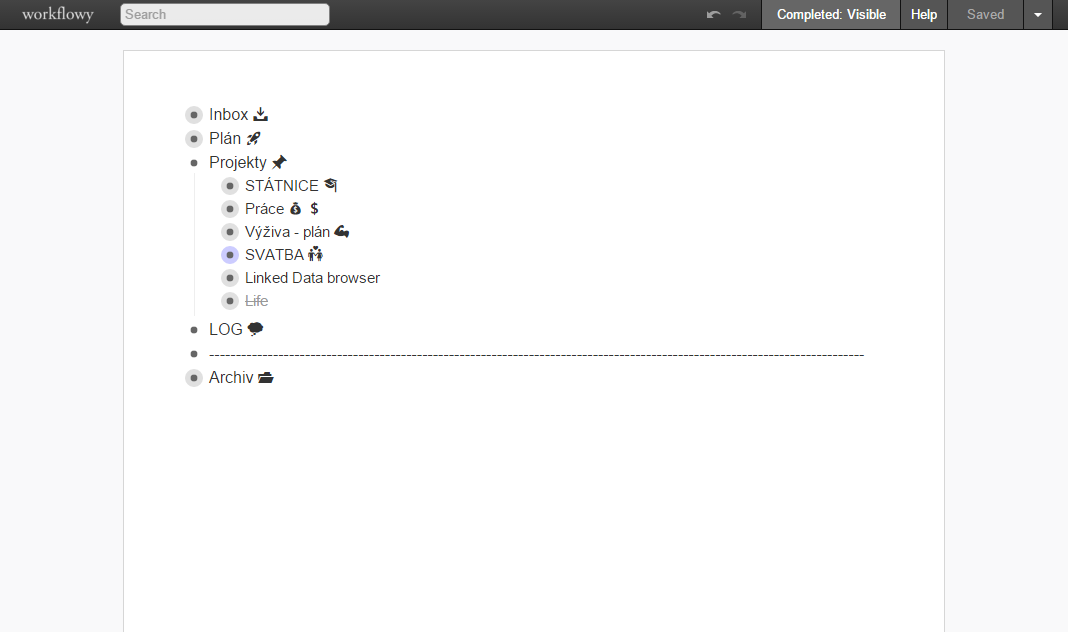 workflowy Search Completed: Visible Help Saved
Inbox
Plán
Projekty
STÁTNICE
Práce $
Výživa - plán
SVATBA
Linked Data browser
Life
LOG
-----------------------------------------------------------------------------------------------------------------------------------
Archiv